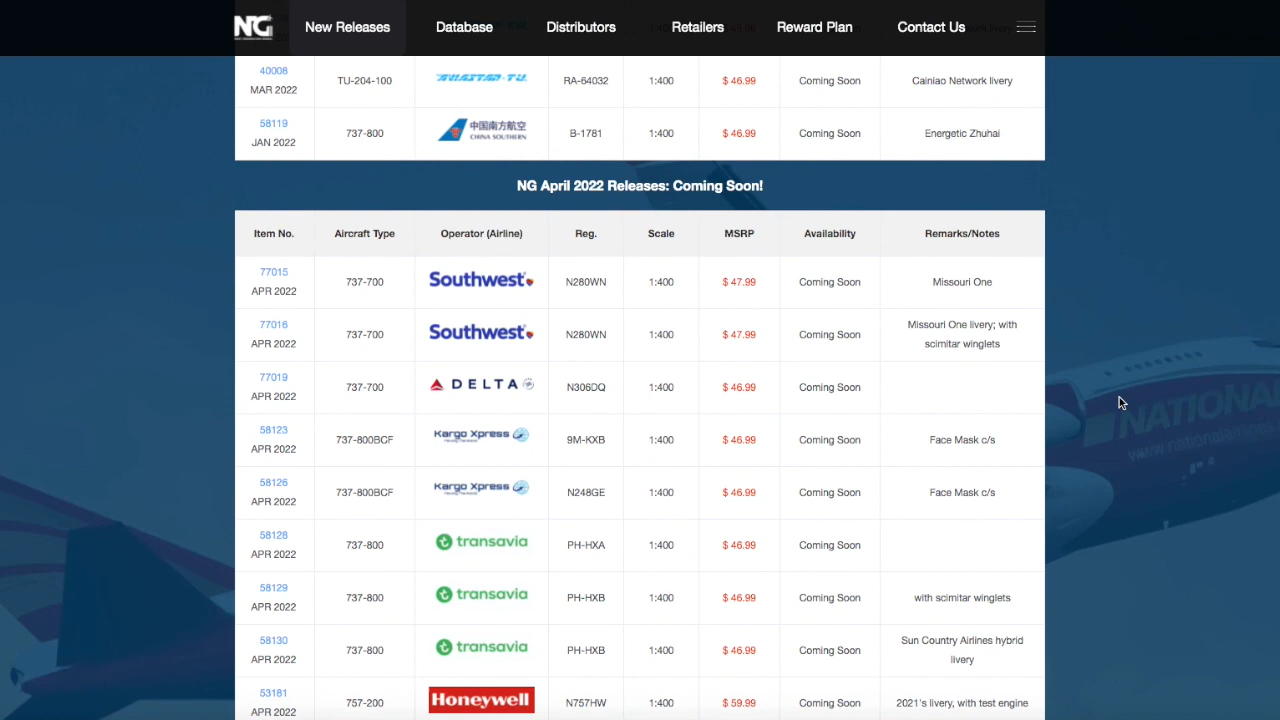 NG
New Releases
Database
Distributors
Retailers
Reward Plan
Contact Us
40008
MAR 2022
TU-204-100
AVIASTAR-TU.
RA-64032
1:400
$ 46.99
Coming Soon
Cainiao Network livery
58119
JAN 2022
737-800
中国南方航空
CHINA SOUTHERN
B-1781
1:400
$ 46.99
Coming Soon
Energetic Zhuhai
NG April 2022 Releases: Coming Soon!
Item No.
Aircraft Type
Operator (Airline)
Reg.
Scale
MSRP
Availability
Remarks/Notes
77015
APR 2022
737-700
Southwest
N280WN
1:400
$ 47.99
Coming Soon
Missouri One
77016
APR 2022
737-700
Southwest
N280WN
1:400
$ 47.99
Coming Soon
Missouri One livery; with
scimitar winglets
77019
APR 2022
737-700
DELTA
N306DQ
1:400
$ 46.99
Coming Soon
58123
APR 2022
737-800BCF
Kargo Xpress
9M-KXB
1:400
$ 46.99
Coming Soon
Face Mask c/s
58126
APR 2022
737-800BCF
Kargo Xpress
N248GE
1:400
$ 46.99
Coming Soon
Face Mask c/s
58128
APR 2022
737-800
transavia
PH-HXA
1:400
$ 46.99
Coming Soon
58129
APR 2022
737-800
transavia
PH-HXB
1:400
$ 46.99
Coming Soon
with scimitar winglets
58130
APR 2022
737-800
transavia
PH-HXB
1:400
$ 46.99
Coming Soon
Sun Country Airlines hybrid
livery
53181
APR 2022
757-200
Honeywell
N757HW
1:400
$ 59.99
Coming Soon
2021's livery, with test engine
NATIONAL